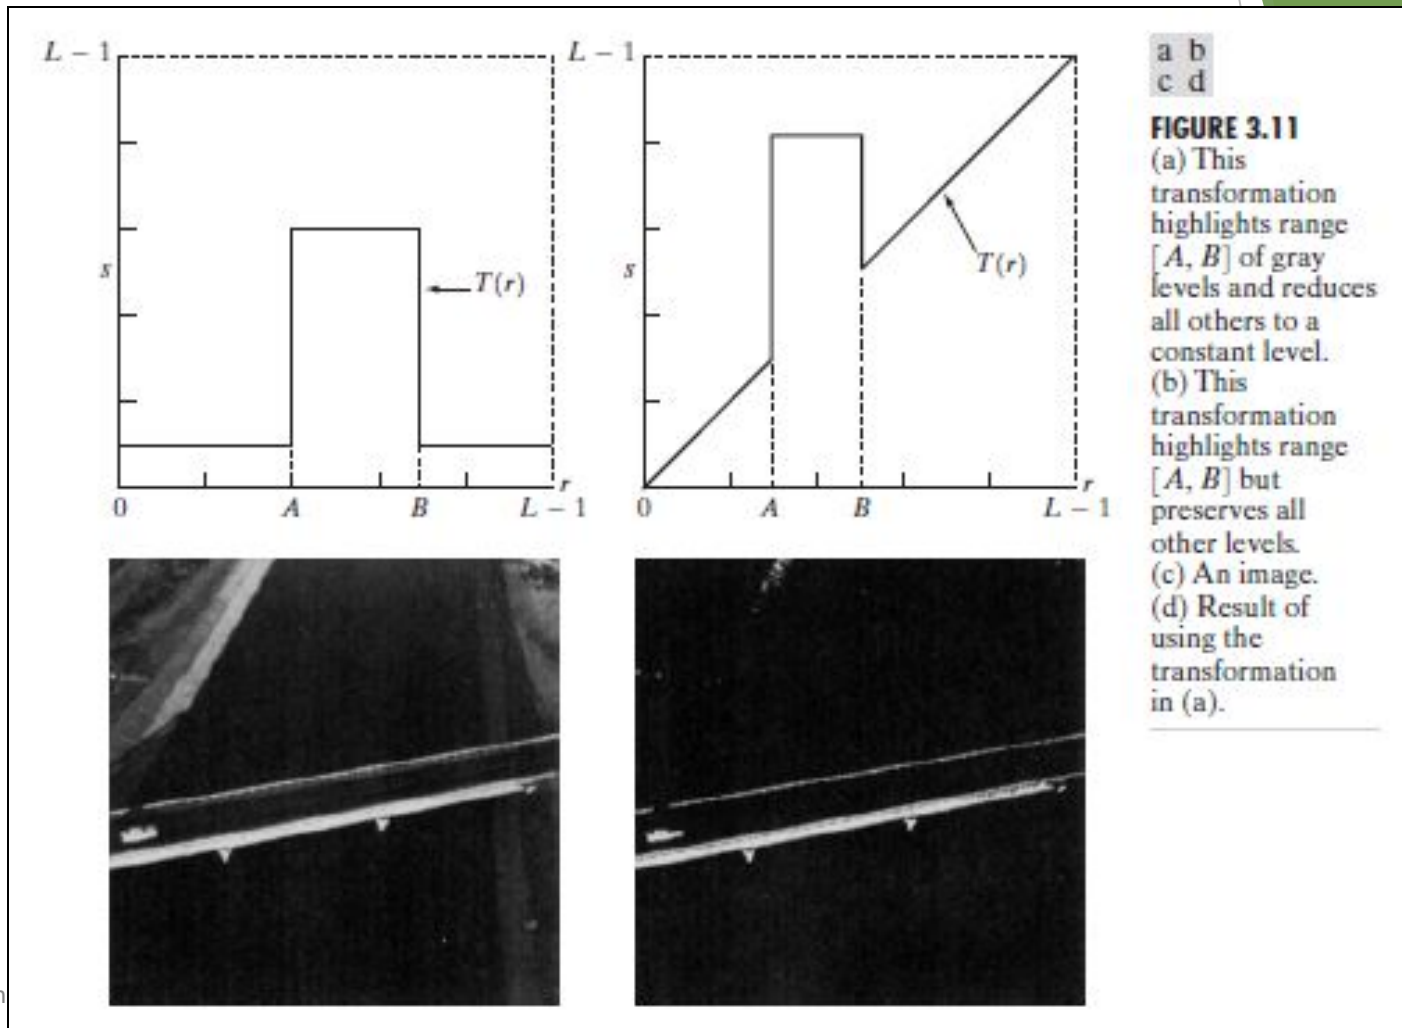 L – 1
s
T(r)
0
A
B
L – 1
r
L – 1
s
T(r)
0
A
B
L – 1
r
a b
c d
FIGURE 3.11
(a) This
transformation
highlights range
[A, B] of gray
levels and reduces
all others to a
constant level.
(b) This
transformation
highlights range
[A, B] but
preserves all
other levels.
(c) An image.
(d) Result of
using the
transformation
in (a).
n